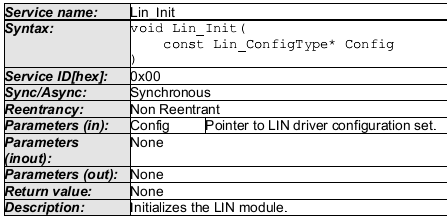 Service name: Lin_Init
Syntax: void Lin_Init(
const Lin_ConfigType* Config
)
Service ID[hex]: 0x00
Sync/Async: Synchronous
Reentrancy: Non Reentrant
Parameters (in): Config Pointer to LIN driver configuration set.
Parameters None
(inout):
Parameters (out): None
Return value: None
Description: Initializes the LIN module.